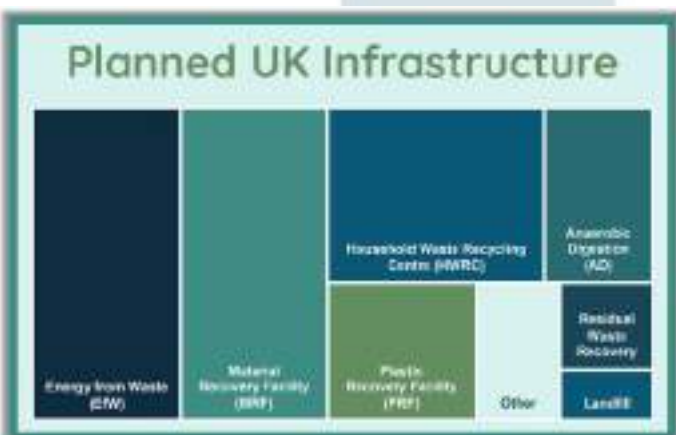 Planned UK Infrastructure
Energy from Waste
(EfW)
Material
Recovery Facility
(MRF)
Household Waste Recycling
Centre (HWRC)
Anaerobic
Digestion
(AD)
Plastic
Recovery Facility
(PRF)
Other
Residual
Waste
Recovery
Landfill